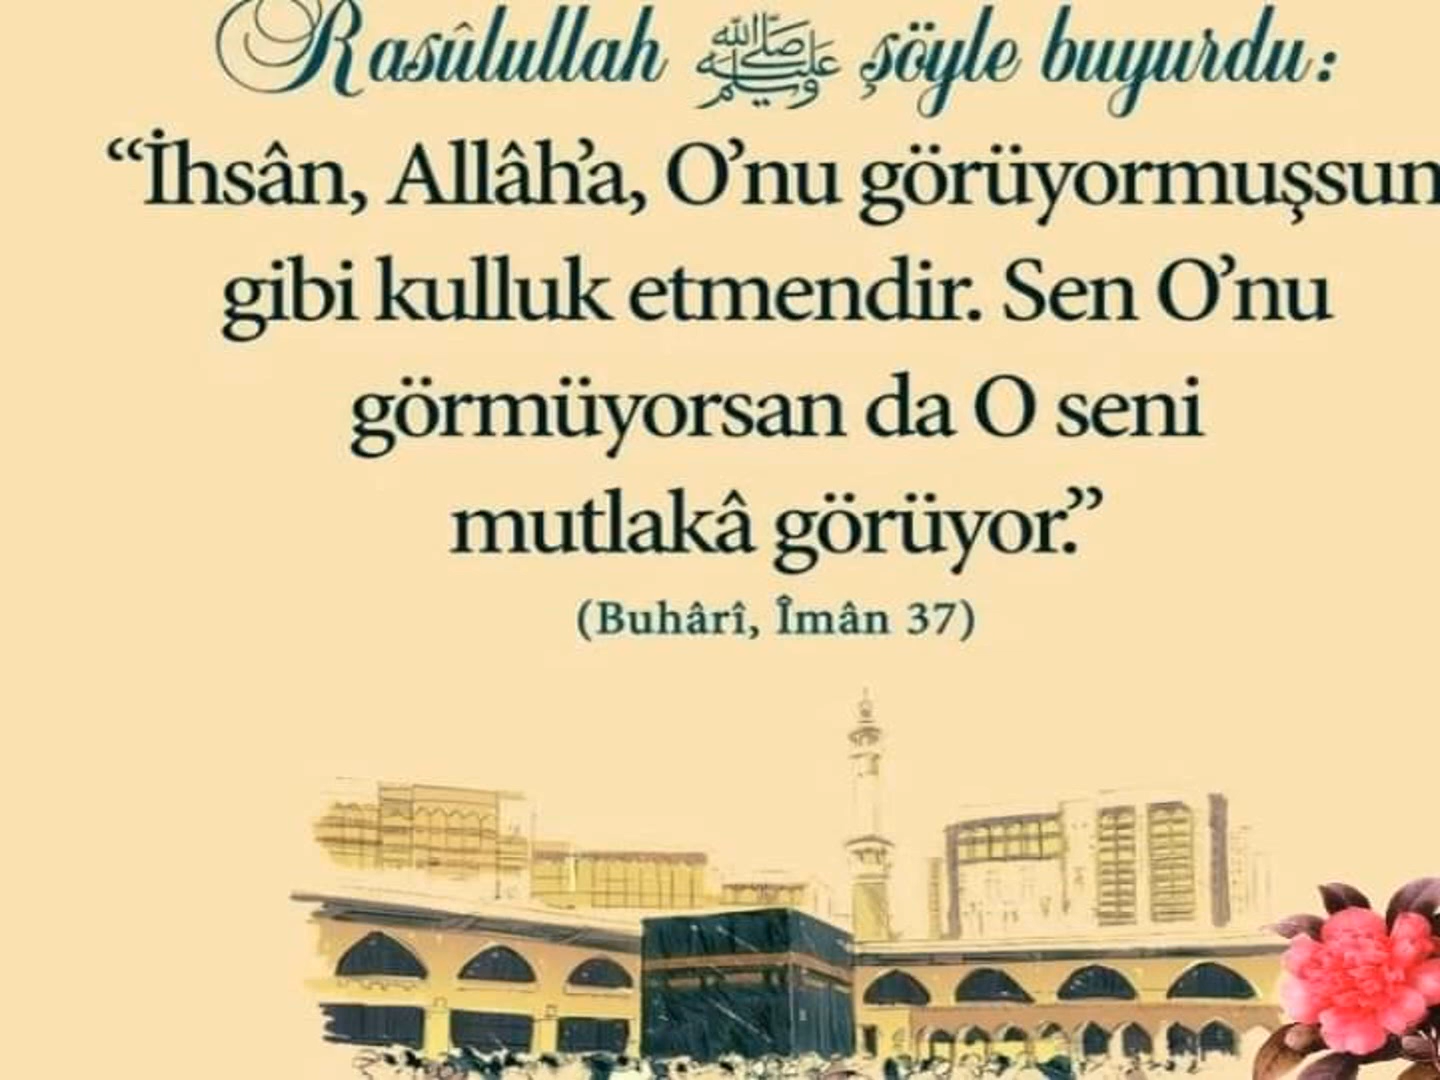 Rasûlullah ﷺ şöyle buyurdu:
“İhsân, Allâh’a, O’nu görüyormuşsun
gibi kulluk etmendir. Sen O’nu
görmüyorsan da O seni
mutlakâ görüyor.”
(Buhârî, Îmân 37)